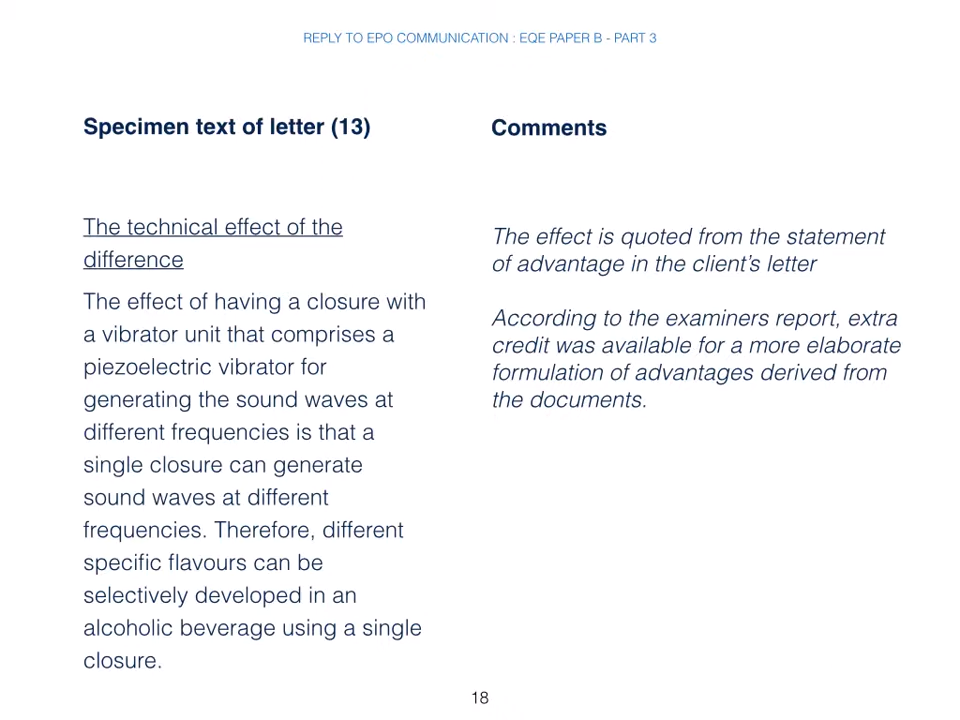 REPLY TO EPO COMMUNICATION : EQE PAPER B - PART 3
Specimen text of letter (13)
The technical effect of the
difference
The effect of having a closure with
a vibrator unit that comprises a
piezoelectric vibrator for
generating the sound waves at
different frequencies is that a
single closure can generate
sound waves at different
frequencies. Therefore, different
specific flavours can be
selectively developed in an
alcoholic beverage using a single
closure.
Comments
The effect is quoted from the statement
of advantage in the client’s letter
According to the examiners report, extra
credit was available for a more elaborate
formulation of advantages derived from
the documents.
18